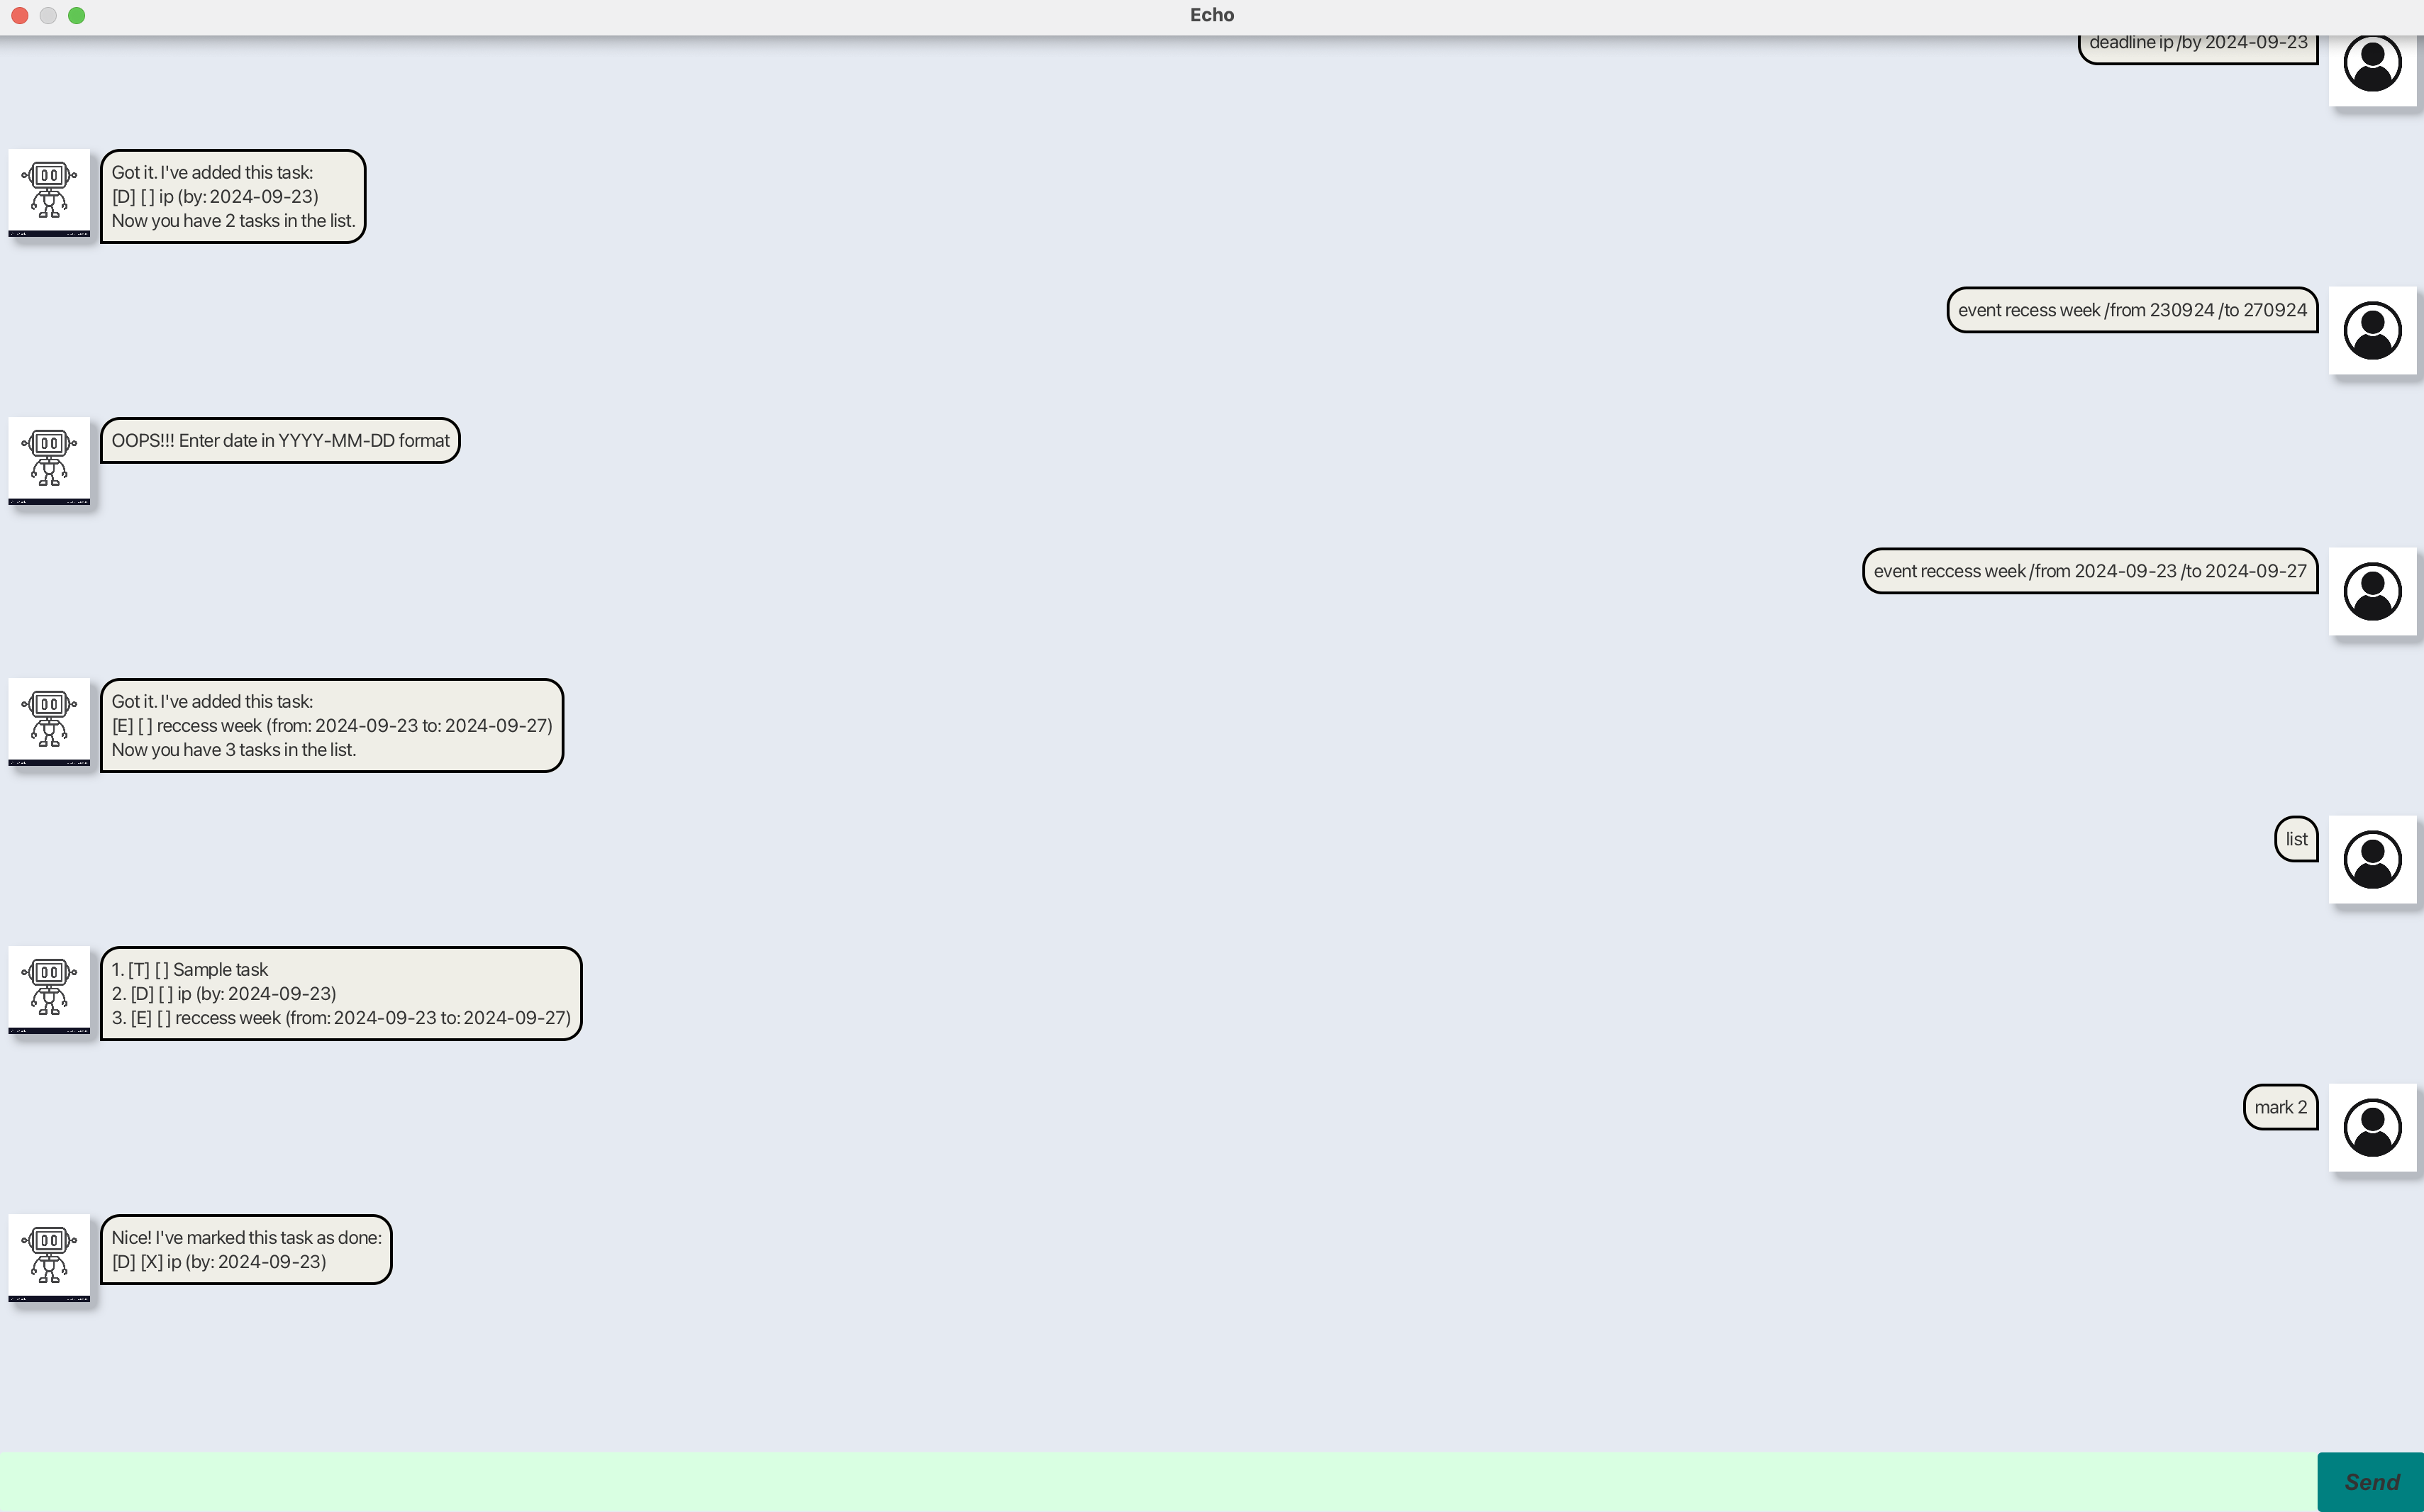 Echo
deadline ip /by 2024-09-23
Got it. I've added this task:
[D] [ ] ip (by: 2024-09-23)
Now you have 2 tasks in the list.
event recess week /from 230924 /to 270924
OOPS!!! Enter date in YYYY-MM-DD format
event reccess week /from 2024-09-23 /to 2024-09-27
Got it. I've added this task:
[E] [ ] reccess week (from: 2024-09-23 to: 2024-09-27)
Now you have 3 tasks in the list.
list
1. [T] [ ] Sample task
2. [D] [ ] ip (by: 2024-09-23)
3. [E] [ ] reccess week (from: 2024-09-23 to: 2024-09-27)
mark 2
Nice! I've marked this task as done:
[D] [X] ip (by: 2024-09-23)
Send